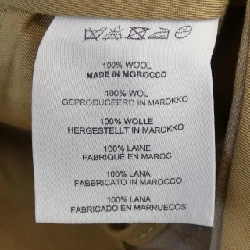 100% WOOL
MADE IN MOROCCO
100% WOL
GEPRODUCEERD IN MAROKKO
100% WOLLE
HERGESTELLT IN MAROKKO
100% LAINE
FABRIQUÉ EN MAROC
100% LANA
FABBRICATO IN MAROCCO
100% LANA
FABRICADO EN MARRUECOS